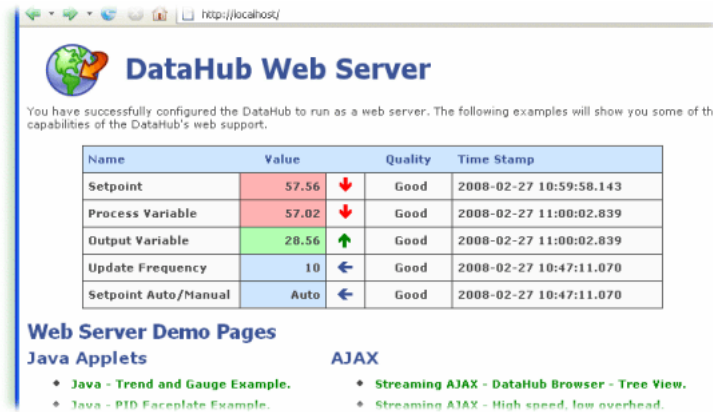 http://localhost/
DataHub Web Server
You have successfully configured the DataHub to run as a web server. The following examples will show you some of th
capabilities of the DataHub's web support.
Name Value Quality Time Stamp
Setpoint 57.56 Good 2008-02-27 10:59:58.143
Process Variable 57.02 Good 2008-02-27 11:00:02.839
Output Variable 28.56 Good 2008-02-27 11:00:02.839
Update Frequency 10 Good 2008-02-27 10:47:11.070
Setpoint Auto/Manual Auto Good 2008-02-27 10:47:11.070
Web Server Demo Pages
Java Applets AJAX
Java - Trend and Gauge Example. Streaming AJAX - DataHub Browser - Tree View.
Java - PID Faceplate Example. Streaming AJAX - High speed, low overhead.